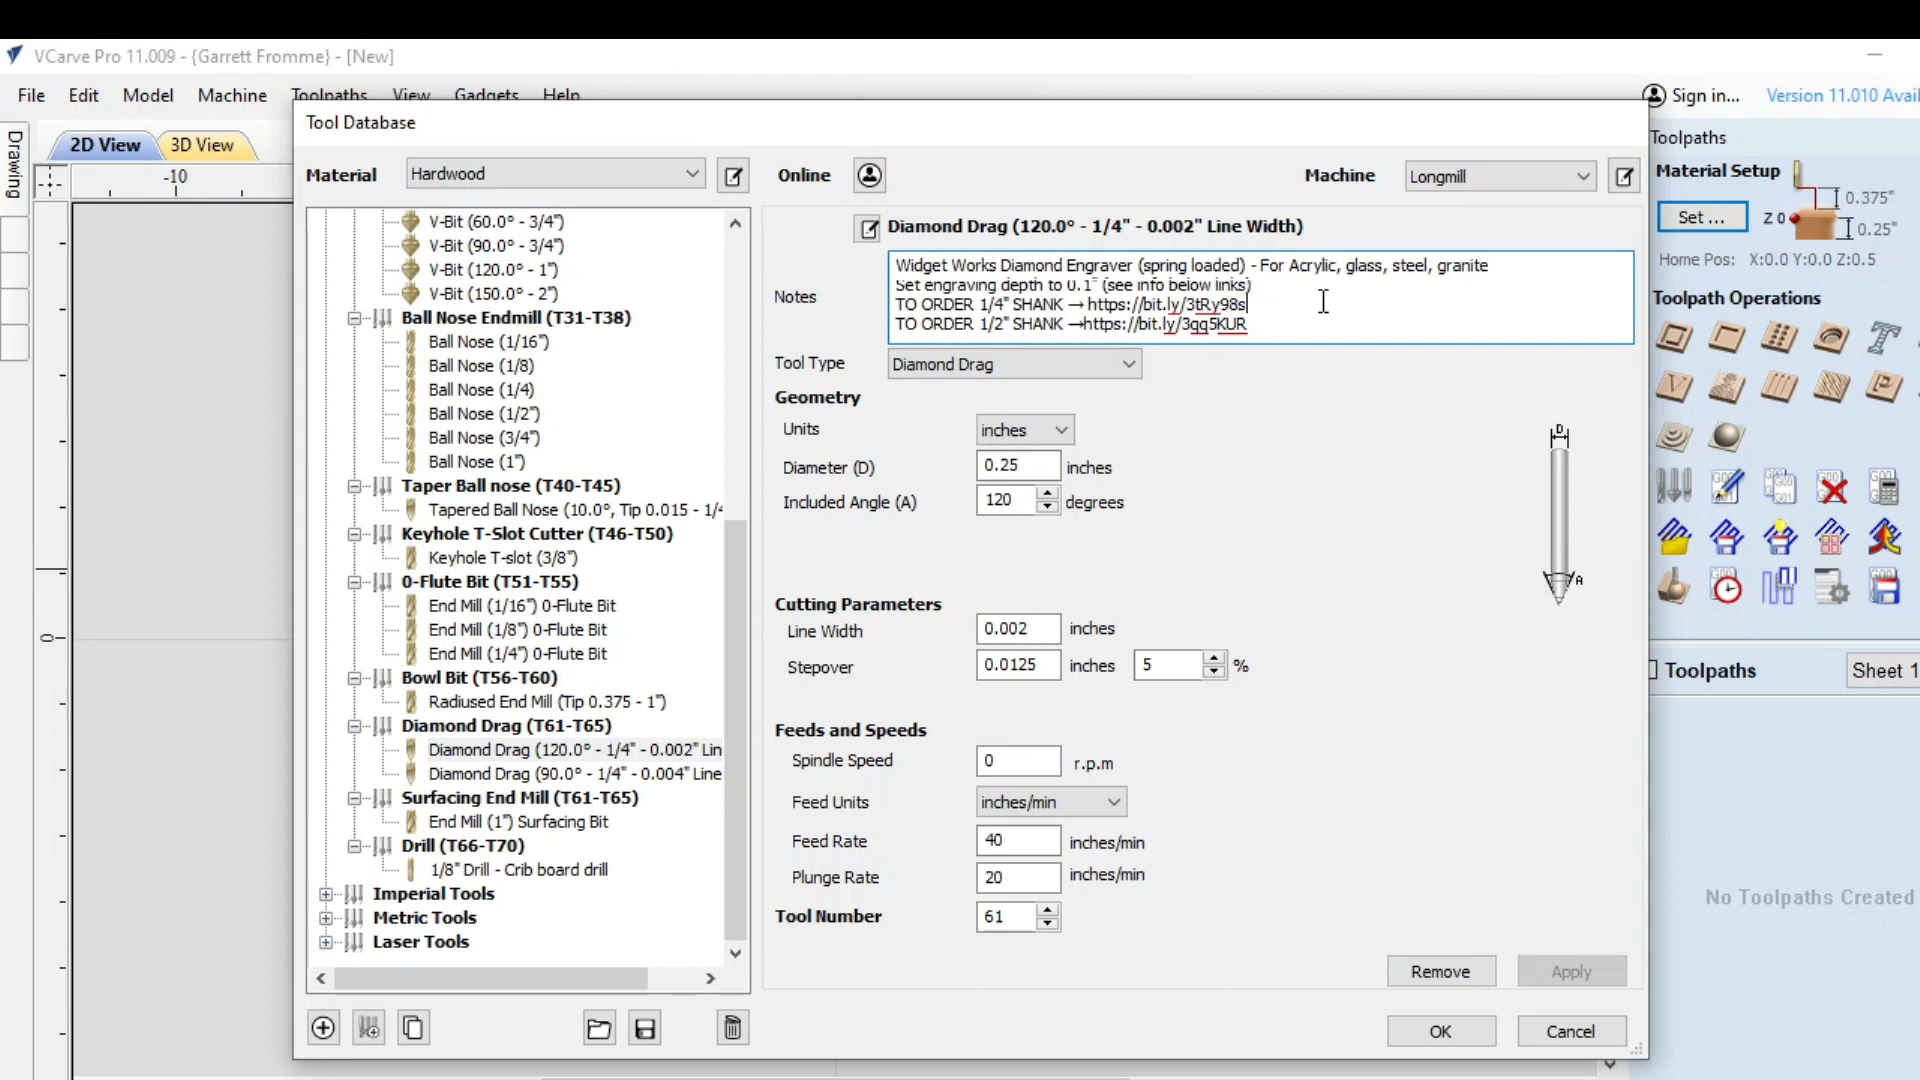 VCarve Pro 11.009 - {Garrett Fromme} - [New]
File Edit Model Machine Toolpaths View Gadgets Help
Sign in... Version 11.010 Avai
Drawing
2D View 3D View
-10
0
Tool Database
Material Hardwood
Online
Machine Longmill
V-Bit (60.0° - 3/4")
V-Bit (90.0° - 3/4")
V-Bit (120.0° - 1")
V-Bit (150.0° - 2")
Ball Nose Endmill (T31-T38)
Ball Nose (1/16")
Ball Nose (1/8)
Ball Nose (1/4)
Ball Nose (1/2")
Ball Nose (3/4")
Ball Nose (1")
Taper Ball nose (T40-T45)
Tapered Ball Nose (10.0°, Tip 0.015 - 1/4
Keyhole T-Slot Cutter (T46-T50)
Keyhole T-slot (3/8")
0-Flute Bit (T51-T55)
End Mill (1/16") 0-Flute Bit
End Mill (1/8") 0-Flute Bit
End Mill (1/4") 0-Flute Bit
Bowl Bit (T56-T60)
Radiused End Mill (Tip 0.375 - 1")
Diamond Drag (T61-T65)
Diamond Drag (120.0° - 1/4" - 0.002" Lin
Diamond Drag (90.0° - 1/4" - 0.004" Line
Surfacing End Mill (T61-T65)
End Mill (1") Surfacing Bit
Drill (T66-T70)
1/8" Drill - Crib board drill
Imperial Tools
Metric Tools
Laser Tools
Diamond Drag (120.0° - 1/4" - 0.002" Line Width)
Notes
Widget Works Diamond Engraver (spring loaded) - For Acrylic, glass, steel, granite
Set engraving depth to 0.1" (see info below links)
TO ORDER 1/4" SHANK → https://bit.ly/3tRy98s
TO ORDER 1/2" SHANK →https://bit.ly/3gq5KUR
Tool Type Diamond Drag
Geometry
Units inches
Diameter (D) 0.25 inches
Included Angle (A) 120 degrees
D
A
Cutting Parameters
Line Width 0.002 inches
Stepover 0.0125 inches 5 %
Feeds and Speeds
Spindle Speed 0 r.p.m
Feed Units inches/min
Feed Rate 40 inches/min
Plunge Rate 20 inches/min
Tool Number 61
Remove Apply
OK Cancel
Toolpaths
Material Setup
0.375"
Set ... Z 0
0.25"
Home Pos: X:0.0 Y:0.0 Z:0.5
Toolpath Operations
Toolpaths Sheet 1
No Toolpaths Created